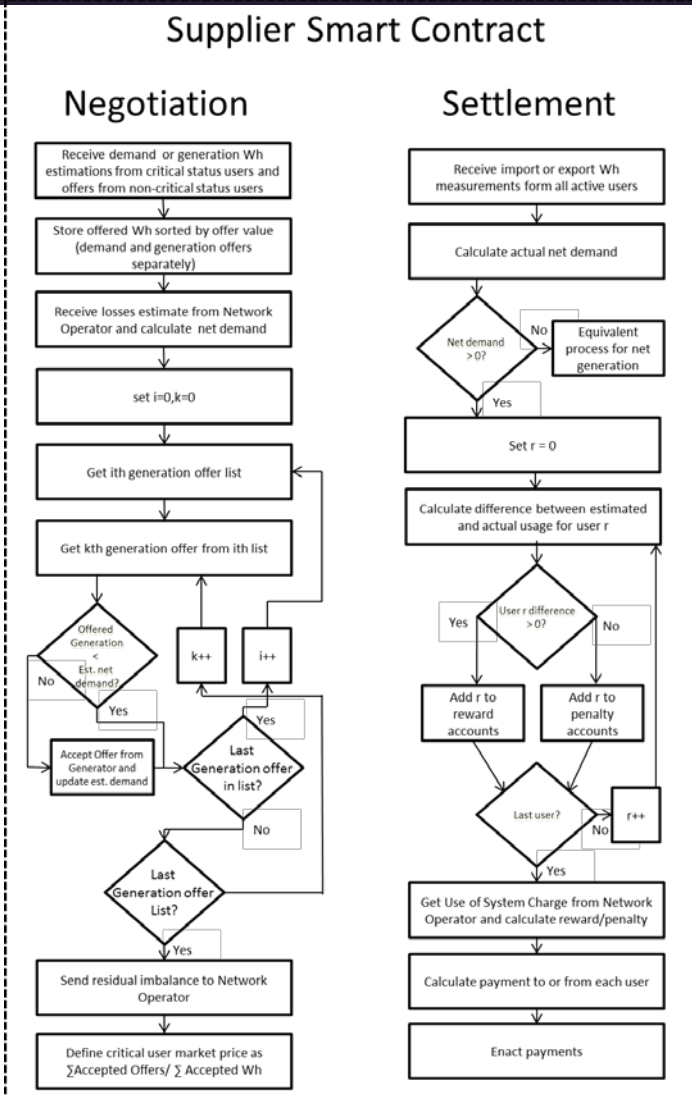 Supplier Smart Contract
Negotiation
Receive demand or generation Wh
estimations from critical status users and
offers from non-critical status users
Store offered Wh sorted by offer value
(demand and generation offers
separately)
Receive losses estimate from Network
Operator and calculate net demand
set i=0,k=0
Get ith generation offer list
Get kth generation offer from ith list
Offered
Generation
<
Est. net
demand?
No
Yes
k++
i++
Accept Offer from
Generator and
update est. demand
Yes
Last
Generation offer
in list?
No
Last
Generation offer
List?
Yes
Send residual imbalance to Network
Operator
Define critical user market price as
∑Accepted Offers/ ∑ Accepted Wh
Settlement
Receive import or export Wh
measurements form all active users
Calculate actual net demand
Net demand
> 0?
No
Equivalent
process for net
generation
Yes
Set r = 0
Calculate difference between estimated
and actual usage for user r
User r difference
> 0?
Yes
No
Add r to
reward
accounts
Add r to
penalty
accounts
Last user?
No
r++
Yes
Get Use of System Charge from Network
Operator and calculate reward/penalty
Calculate payment to or from each user
Enact payments